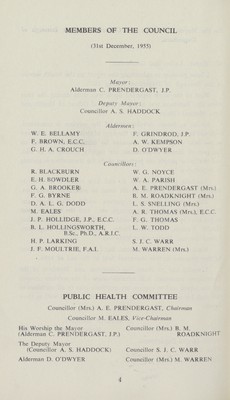 MEMBERS OF THE COUNCIL
(31st December, 1955)
Mayor:
Alderman C. PRENDERGAST, J.P.
Deputy Mayor:
Councillor A. S. HADDOCK
Aldermen:
W. E. BELLAMY
F. GRINDROD, J.P.
F. BROWN, E.C.C.
A. W. KEMPSON
G. H. A. CROUCH
D. O'DWYER
Councillors:
R. BLACKBURN
W. G. NOYCE
E. H. BOWDLER
W. A. PARISH
G. A. BROOKER
A. E. PRENDERGAST (Mrs.)
F. G. BYRNE
B. M. ROADKNIGHT (Mrs.)
D. A. L. G. DODD
L. S. SNELLING (Mrs.)
M. EALES
A. R. THOMAS (Mrs.), E.C.C.
J. P. HOLLIDGE, J.P., E.C.C.
F. G. THOMAS
B. L. HOLLINGSWORTH,
B.Sc., Ph.D., A.R.I.C.
L. W. TODD
H. P. LARKING
S. J. C. WARR
J. F. MOULTRIE, F.A.I.
M. WARREN (Mrs.)
PUBLIC HEALTH COMMITTEE
Councillor (Mrs.) A. E. PRENDERGAST, Chairman
Councillor M. EALES, Vice-Chairman
His Worship the Mayor
(Alderman C. PRENDERGAST, J.P.)
Councillor (Mrs.) B. M.
ROADKNIGHT
The Deputy Mayor
(Councillor A. S. HADDOCK)
Councillor S. J. C. WARR
Alderman D. O'DWYER
Councillor (Mrs.) M. WARREN
4